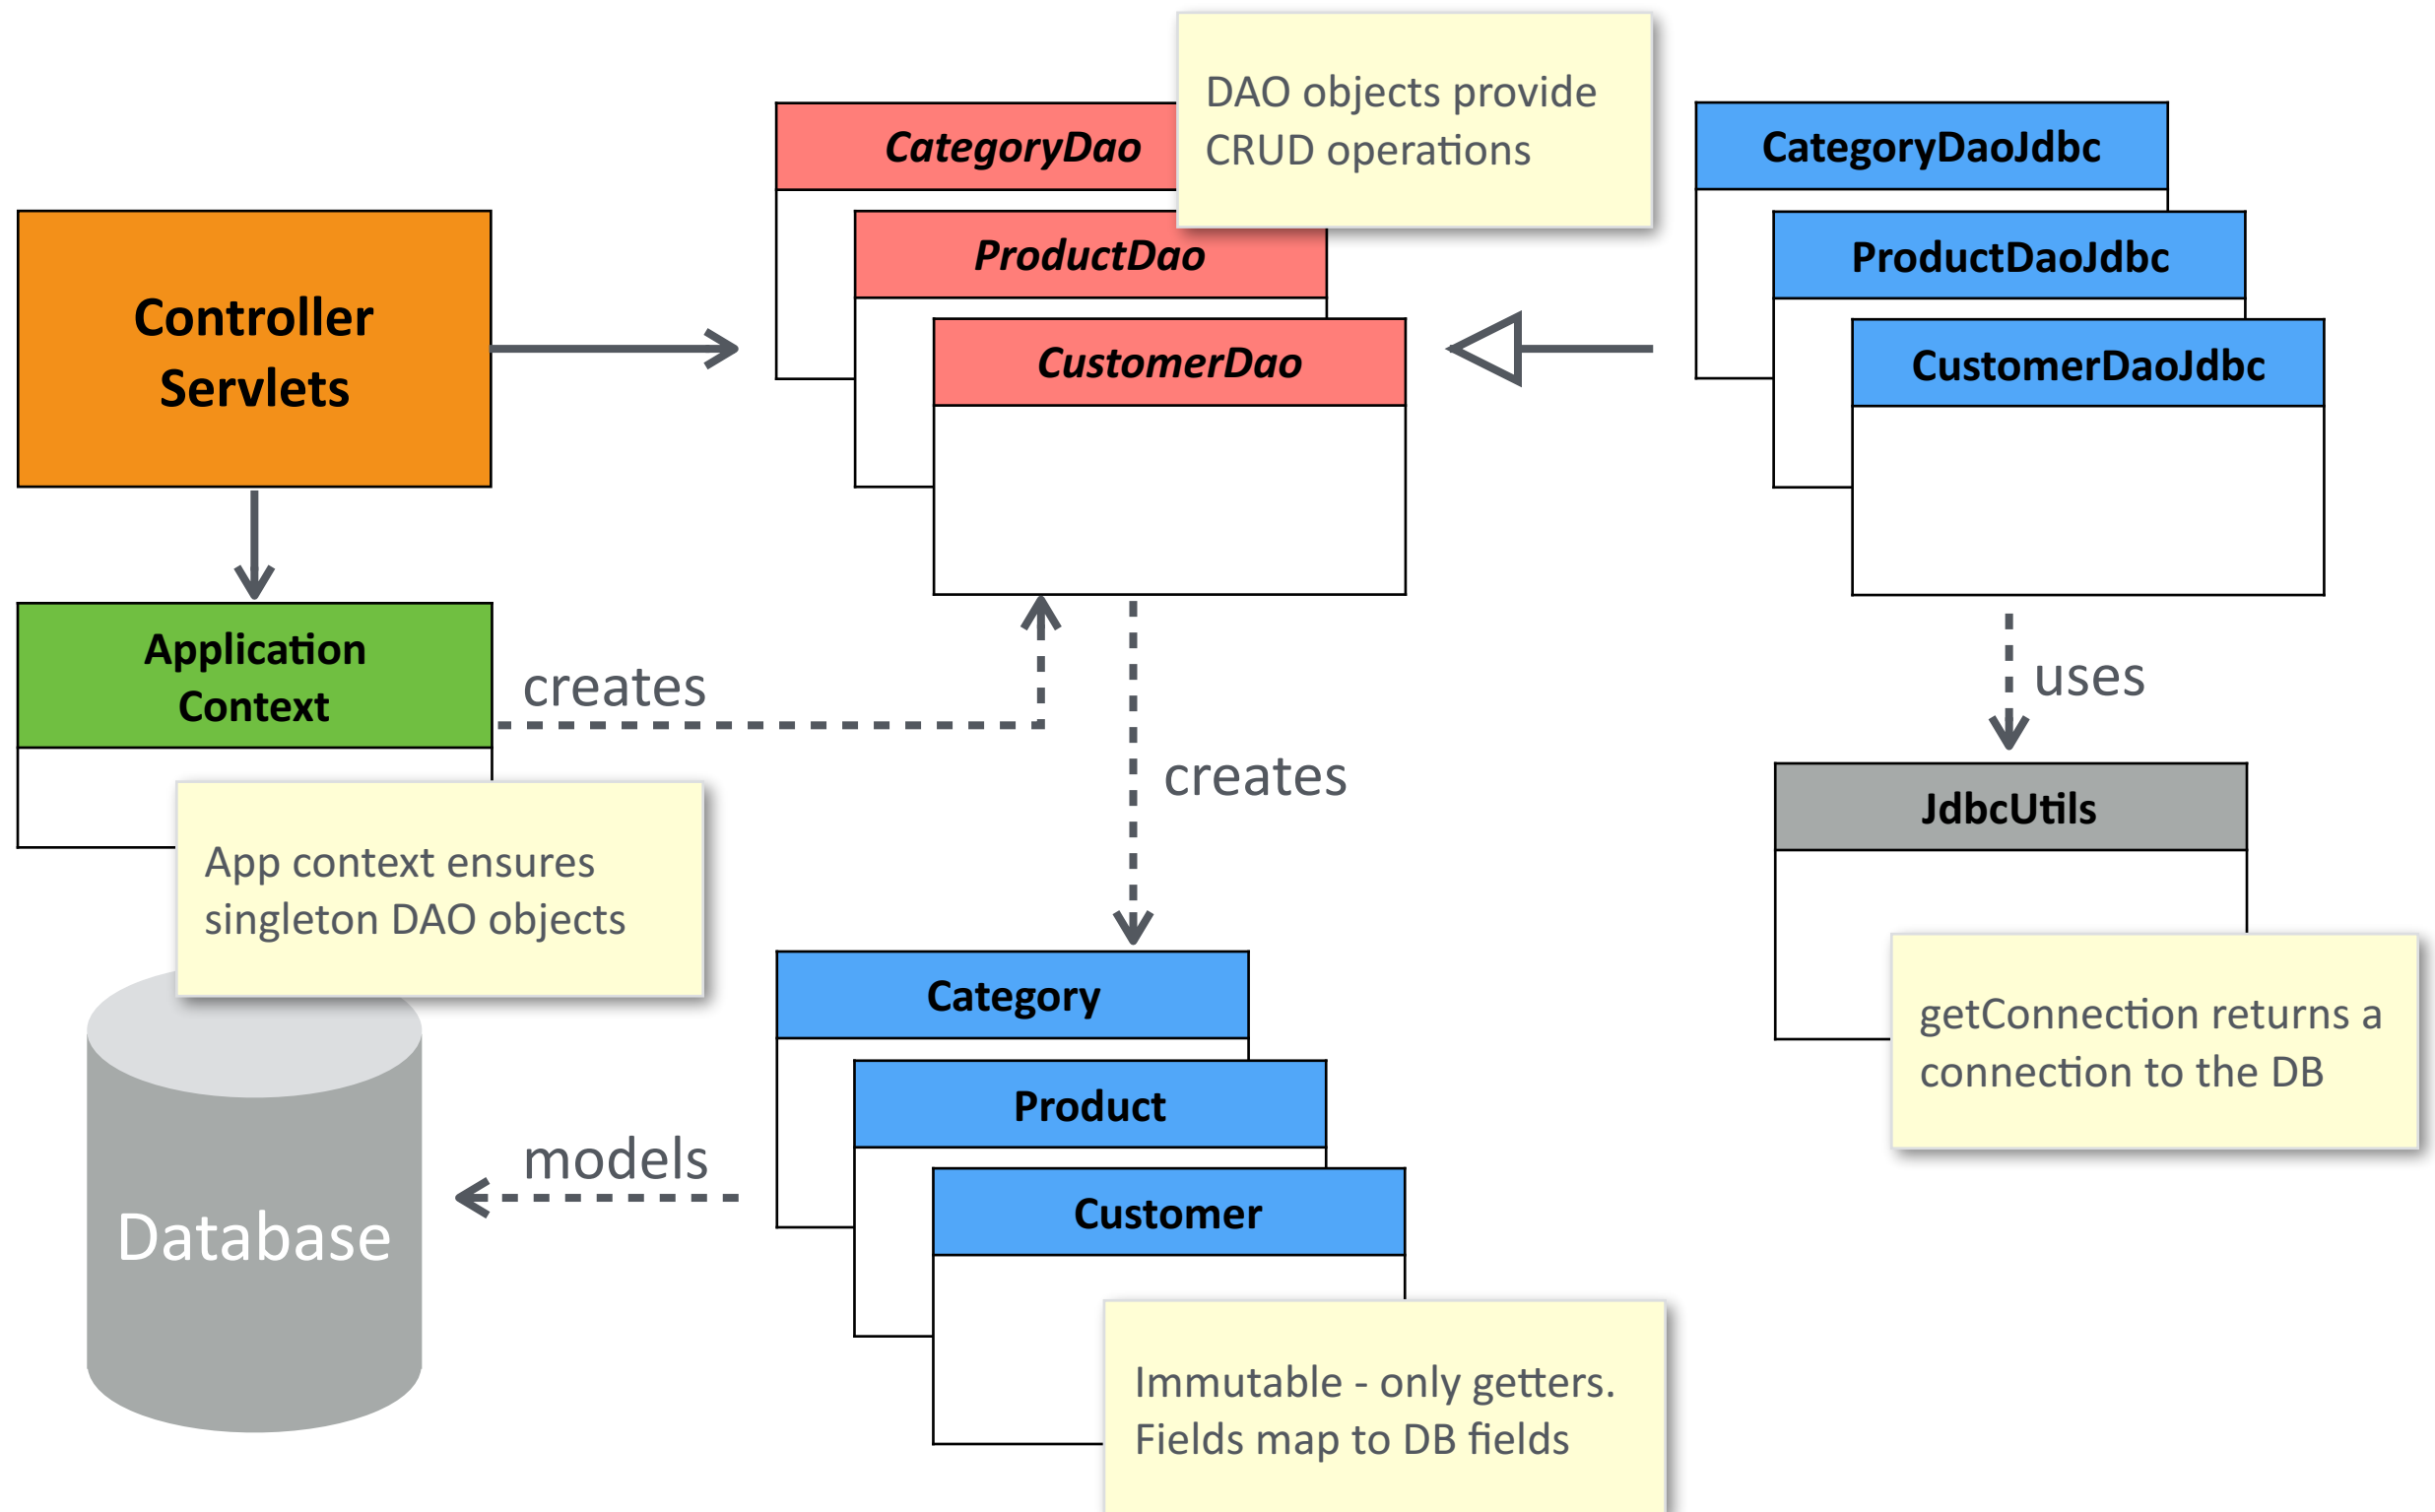 DAO objects provide
CRUD operations
CategoryDao
ProductDao
CustomerDao
CategoryDaoJdbc
ProductDaoJdbc
CustomerDaoJdbc
Controller
Servlets
Application
Context
creates
creates
uses
App context ensures
singleton DAO objects
JdbcUtils
getConnection returns a
connection to the DB
Category
Product
Customer
models
Database
Immutable - only getters.
Fields map to DB fields